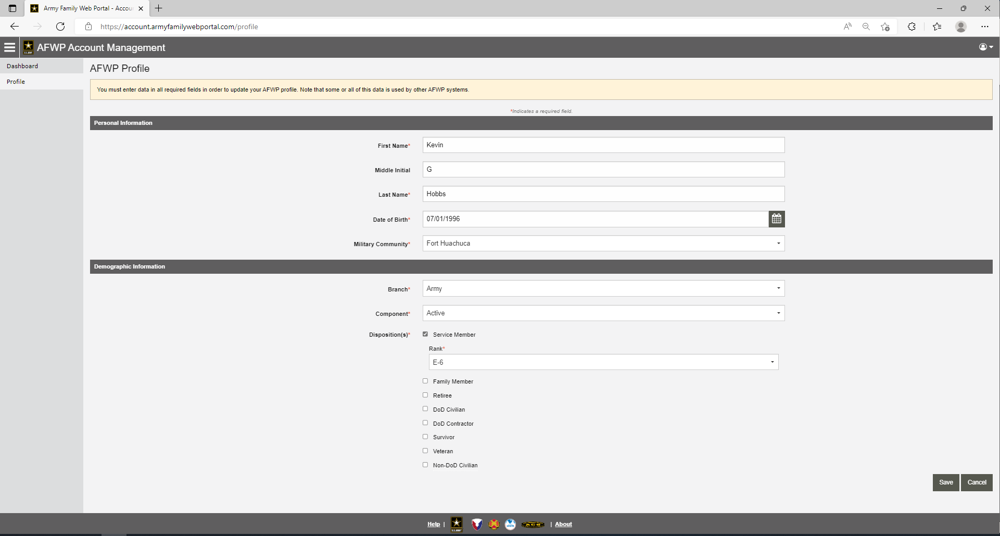 Army Family Web Portal - Accou
https://account.armyfamilywebportal.com/profile
AFWP Account Management
Dashboard
Profile
AFWP Profile
You must enter data in all required fields in order to update your AFWP profile. Note that some or all of this data is used by other AFWP systems.
*Indicates a required field.
Personal Information
First Name* Kevin
Middle Initial G
Last Name* Hobbs
Date of Birth* 07/01/1996
Military Community* Fort Huachuca
Demographic Information
Branch* Army
Component* Active
Disposition(s)* Service Member
Rank*
E-6
Family Member
Retiree
DoD Civilian
DoD Contractor
Survivor
Veteran
Non-DoD Civilian
Save Cancel
Help | U.S.ARMY ACS | About